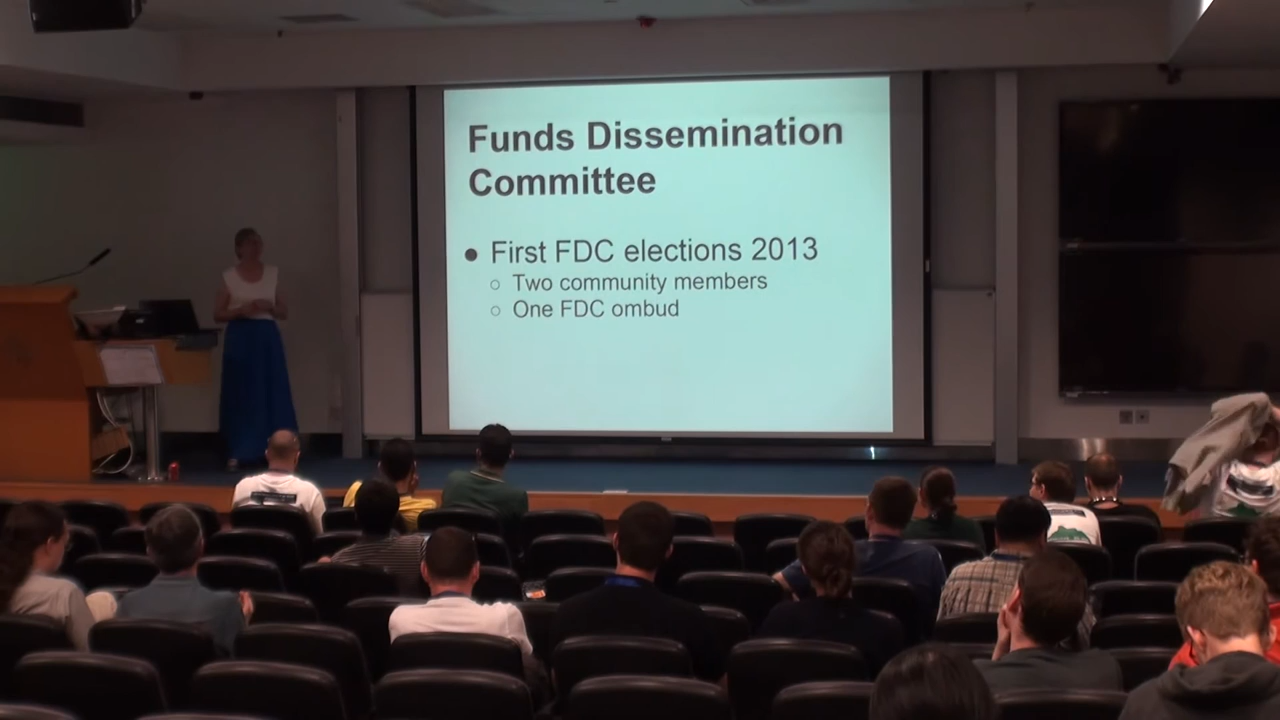 Funds Dissemination
Committee
● First FDC elections 2013
○ Two community members
○ One FDC ombud